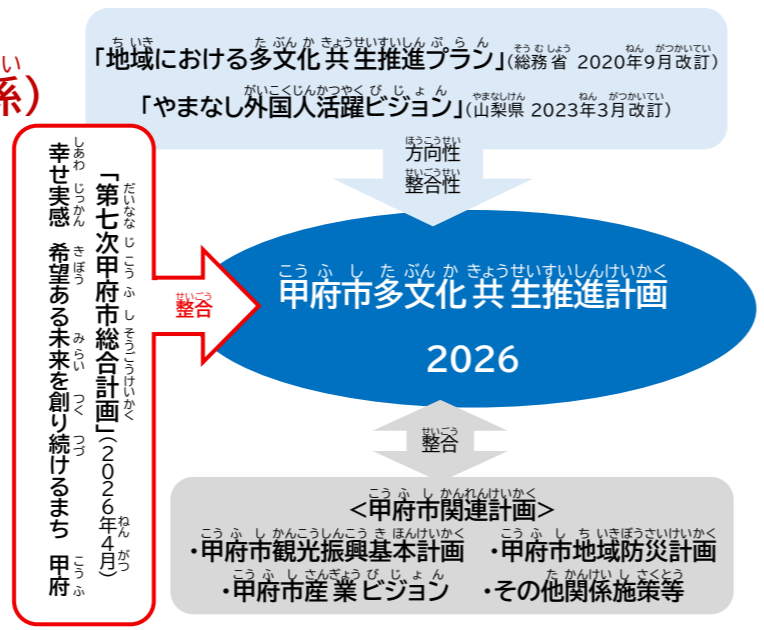 い
係）
「地域における多文化共生推進プラン」（総務省 2020年9月改訂）
「やまなし外国人活躍ビジョン」（山梨県 2023年3月改訂）
方向性
整合性
「第七次甲府市総合計画」（2026年4月）
幸せ実感 希望ある未来を創り続けるまち 甲府
整合
甲府市多文化共生推進計画
2026
整合
<甲府市関連計画>
・甲府市観光振興基本計画 ・甲府市地域防災計画
・甲府市産業ビジョン ・その他関係施策等